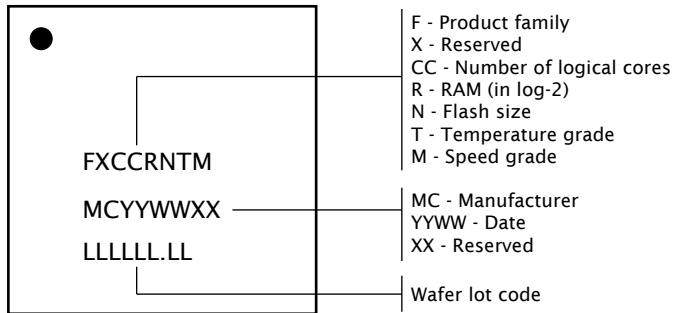 F - Product family
X - Reserved
CC - Number of logical cores
R - RAM (in log-2)
N - Flash size
T - Temperature grade
M - Speed grade
FXCCRNTM
MC - Manufacturer
MCYYWWXX
YYWW - Date
XX - Reserved
LLLLLL.LL
Wafer lot code